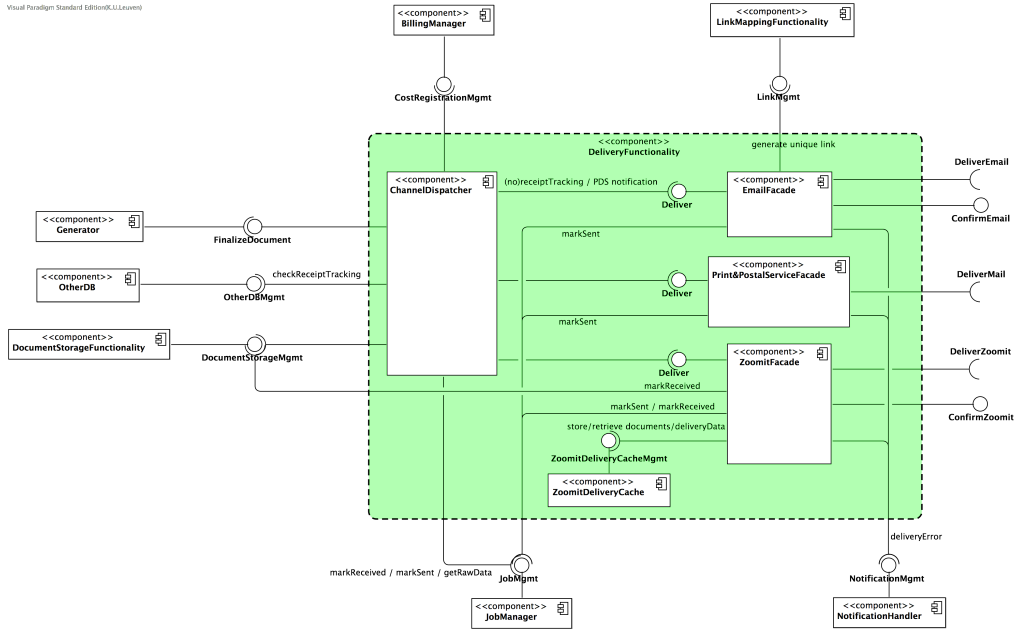 Visual Paradigm Standard Edition(K.U.Leuven)
<<component>>
BillingManager
<<component>>
LinkMappingFunctionality
CostRegistrationMgmt
LinkMgmt
<<component>>
DeliveryFunctionality
generate unique link
<<component>>
ChannelDispatcher
(no)receiptTracking / PDS notification
Deliver
<<component>>
EmailFacade
DeliverEmail
ConfirmEmail
<<component>>
Generator
FinalizeDocument
markSent
<<component>>
OtherDB
checkReceiptTracking
OtherDBMgmt
Deliver
<<component>>
Print&PostalServiceFacade
DeliverMail
markSent
<<component>>
DocumentStorageFunctionality
DocumentStorageMgmt
Deliver
<<component>>
ZoomitFacade
DeliverZoomit
markReceived
markSent / markReceived
ConfirmZoomit
store/retrieve documents/deliveryData
ZoomitDeliveryCacheMgmt
<<component>>
ZoomitDeliveryCache
deliveryError
markReceived / markSent / getRawData
JobMgmt
NotificationMgmt
<<component>>
JobManager
<<component>>
NotificationHandler